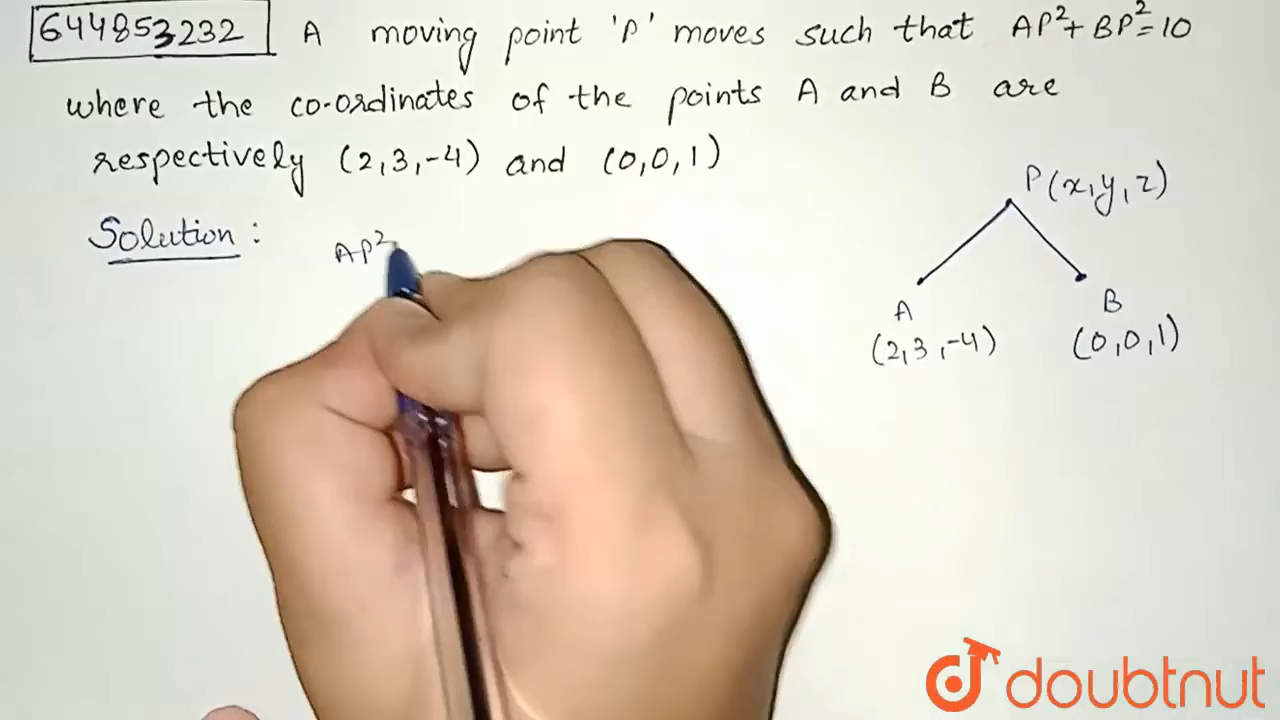 644853232 A moving point 'P' moves such that AP²+BP²=10
where the co-ordinates of the points A and B are
respectively (2,3,-4) and (0,0,1)
P(x,y,z)
Solution:
AP²
A
B
(2,3,-4)
(0,0,1)
doubtnut